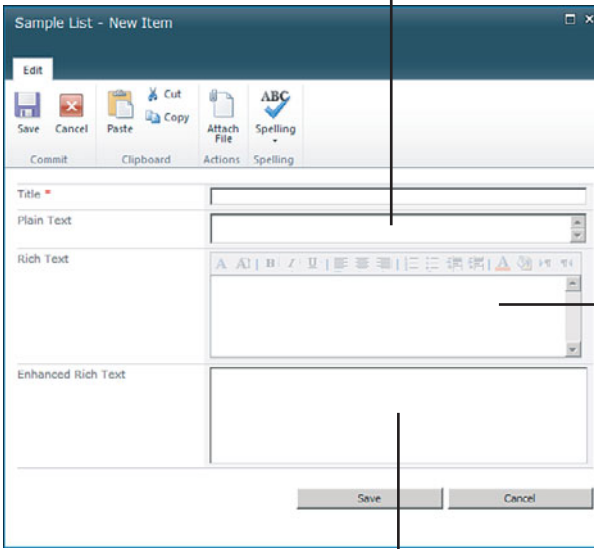 Sample List - New Item
Edit
Save
Cancel
Paste
Cut
Copy
Attach File
ABC
Spelling
Commit
Clipboard
Actions
Spelling
Title *
Plain Text
Rich Text
A A B I U A
Enhanced Rich Text
Save
Cancel